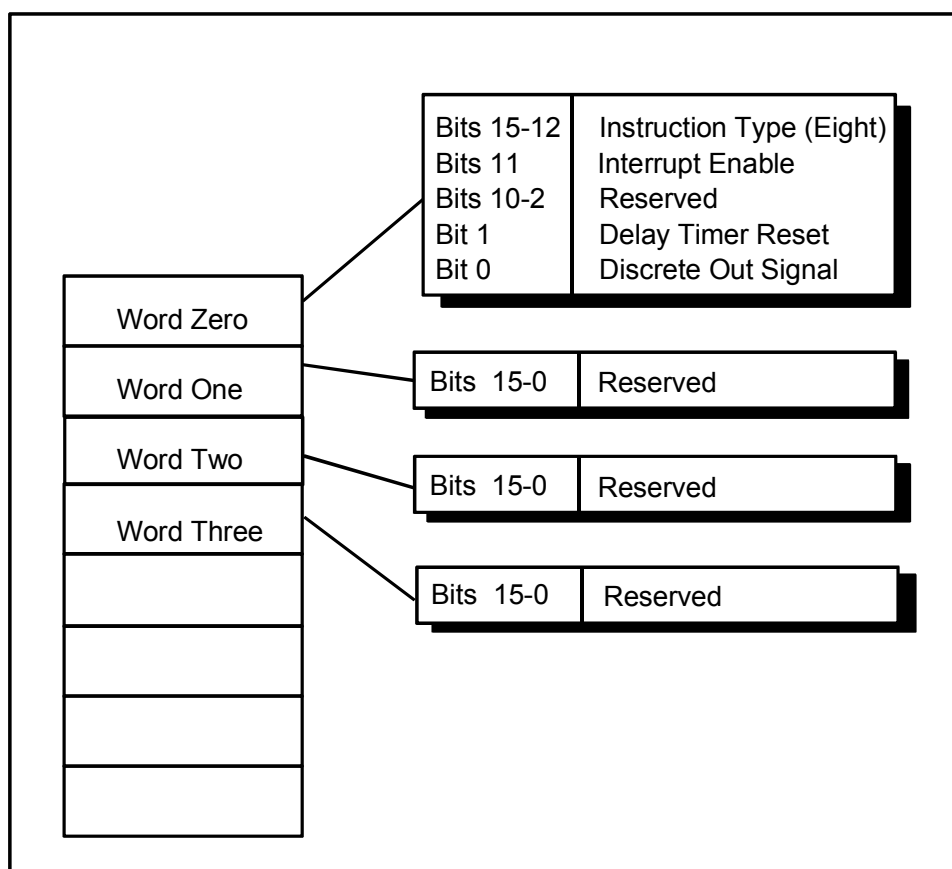 Bits 15-12 Instruction Type (Eight)
Bits 11 Interrupt Enable
Bits 10-2 Reserved
Bit 1 Delay Timer Reset
Bit 0 Discrete Out Signal
Word Zero
Word One
Bits 15-0 Reserved
Word Two
Bits 15-0 Reserved
Word Three
Bits 15-0 Reserved